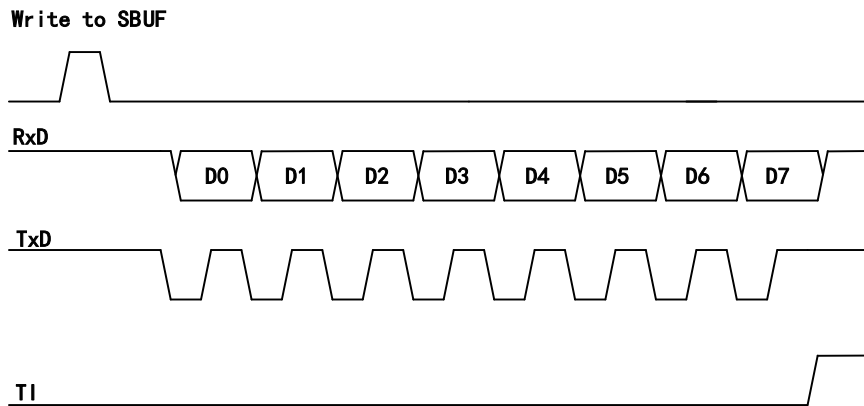 Write to SBUF
RxD
D0 D1 D2 D3 D4 D5 D6 D7
TxD
TI